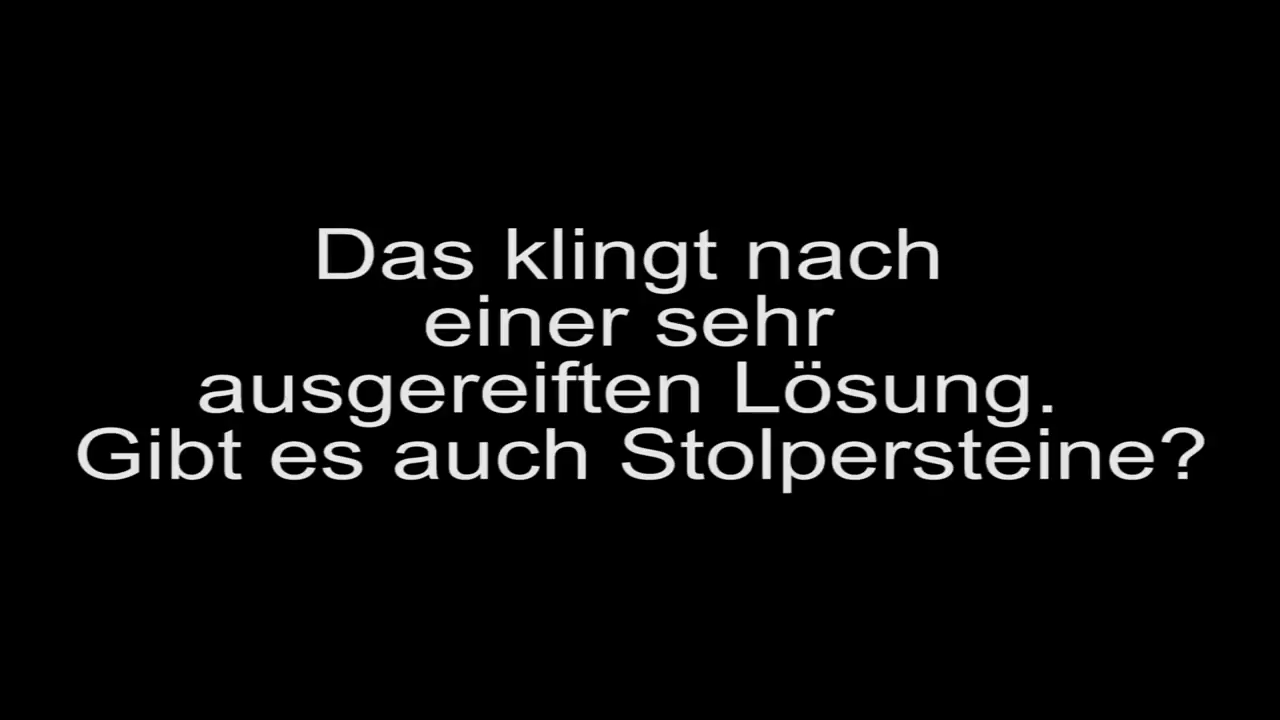 Das klingt nach
einer sehr
ausgereiften Lösung.
Gibt es auch Stolpersteine?